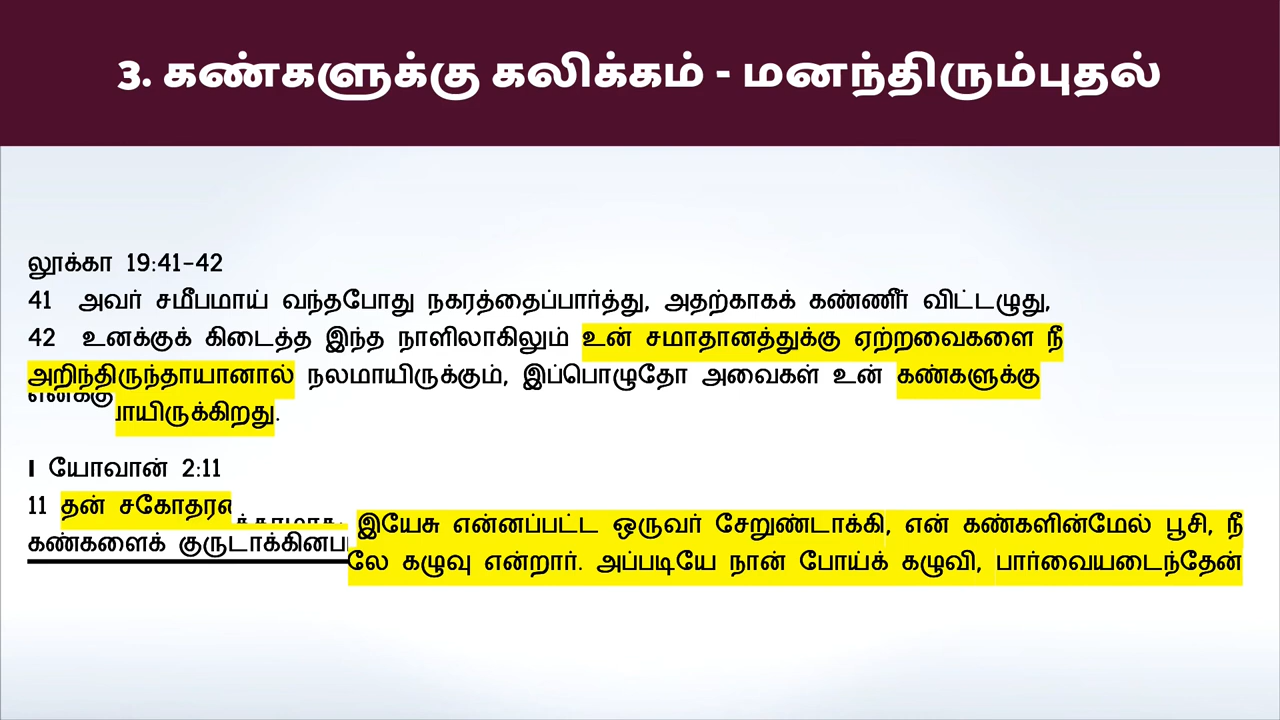 3. கண்களுக்கு கலிக்கம் - மனந்திரும்புதல்
லூக்கா 19:41-42
41 அவர் சமீபமாய் வந்தபோது நகரத்தைப்பார்த்து, அதற்காகக் கண்ணீர் விட்டழுது,
42 உனக்குக் கிடைத்த இந்த நாளிலாகிலும் உன் சமாதானத்துக்கு ஏற்றவைகளை நீ
அறிந்திருந்தாயானால் நலமாயிருக்கும், இப்பொழுதோ அவைகள் உன் கண்களுக்கு
யிருக்கிறது.
I யோவான் 2:11
11 தன்
இயேசு என்னப்பட்ட ஒருவர் சேறுண்டாக்கி, என் கண்களின்மேல் பூசி, நீ
கண்களைக் லே கழுவு என்றார். அப்படியே நான் போய்க் கழுவி, பார்வையடைந்தேன்